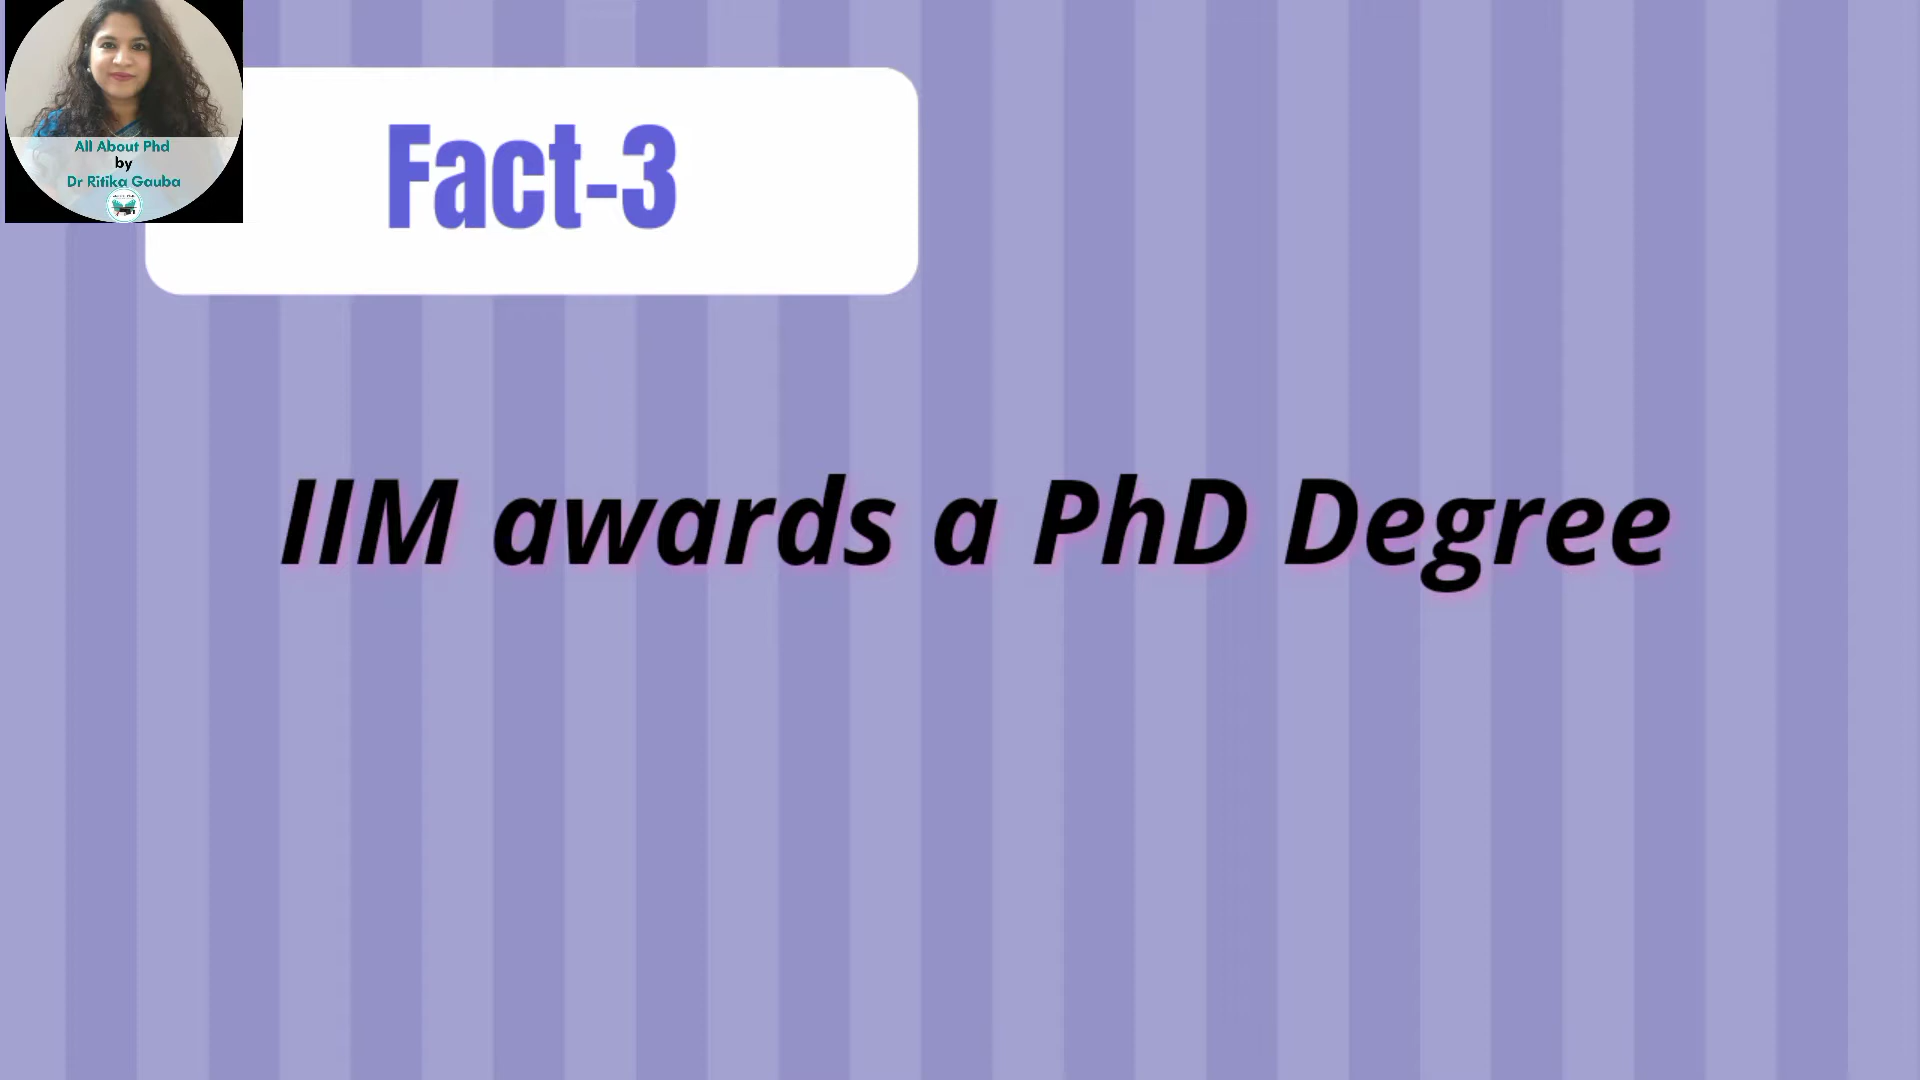 All About Phd
by
Dr Ritika Gauba
Fact-3
IIM awards a PhD Degree